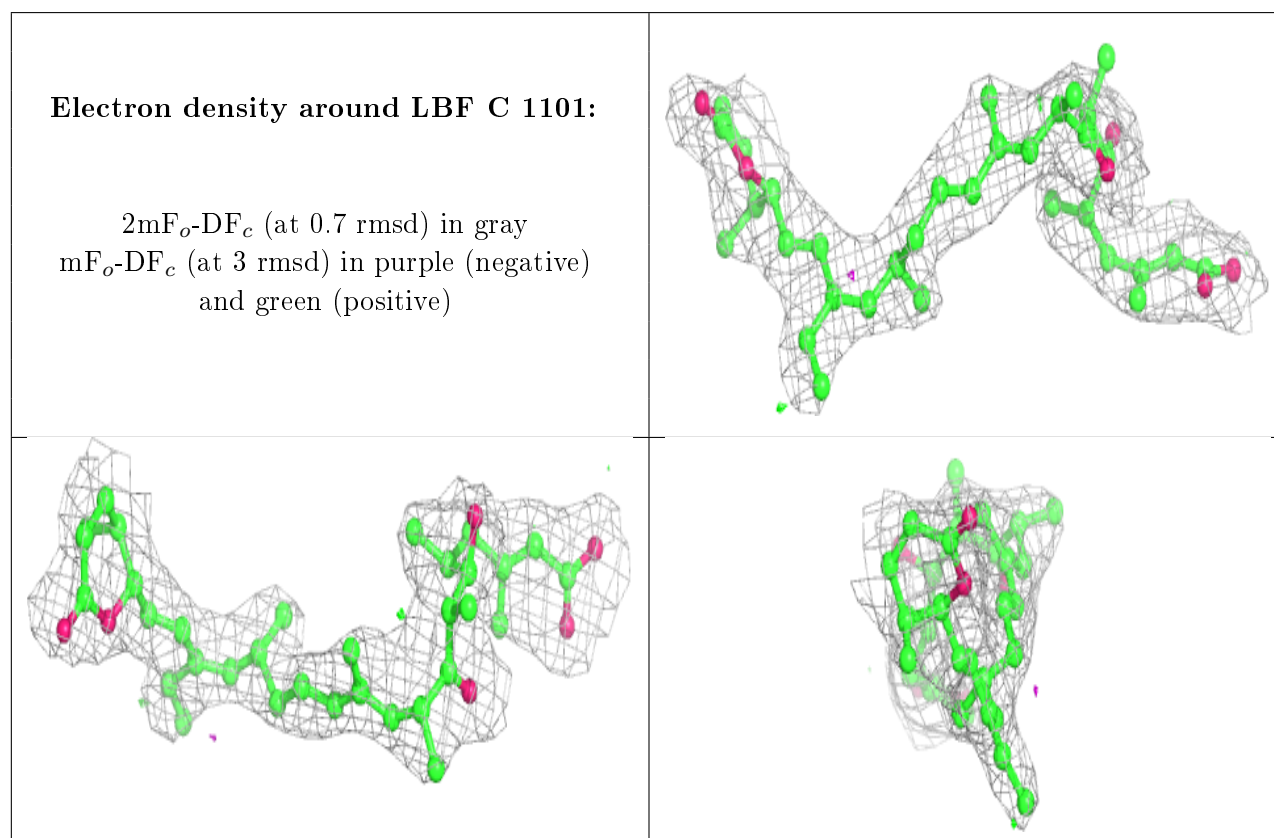 Electron density around LBF C 1101:
2mFₒ-DF𝒸 (at 0.7 rmsd) in gray
mFₒ-DF𝒸 (at 3 rmsd) in purple (negative)
and green (positive)